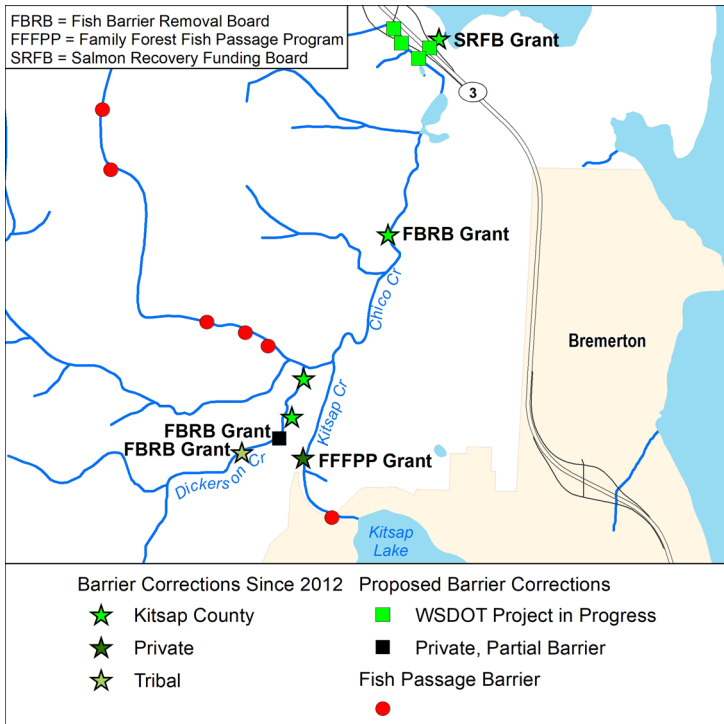 FBRB = Fish Barrier Removal Board
FFFPP = Family Forest Fish Passage Program
SRFB = Salmon Recovery Funding Board
SRFB Grant
3
FBRB Grant
Chico Cr
Bremerton
Kitsap Cr
FBRB Grant
FBRB Grant
FFFPP Grant
Dickerson Cr
Kitsap
Lake
Barrier Corrections Since 2012
Kitsap County
Private
Tribal
Proposed Barrier Corrections
WSDOT Project in Progress
Private, Partial Barrier
Fish Passage Barrier